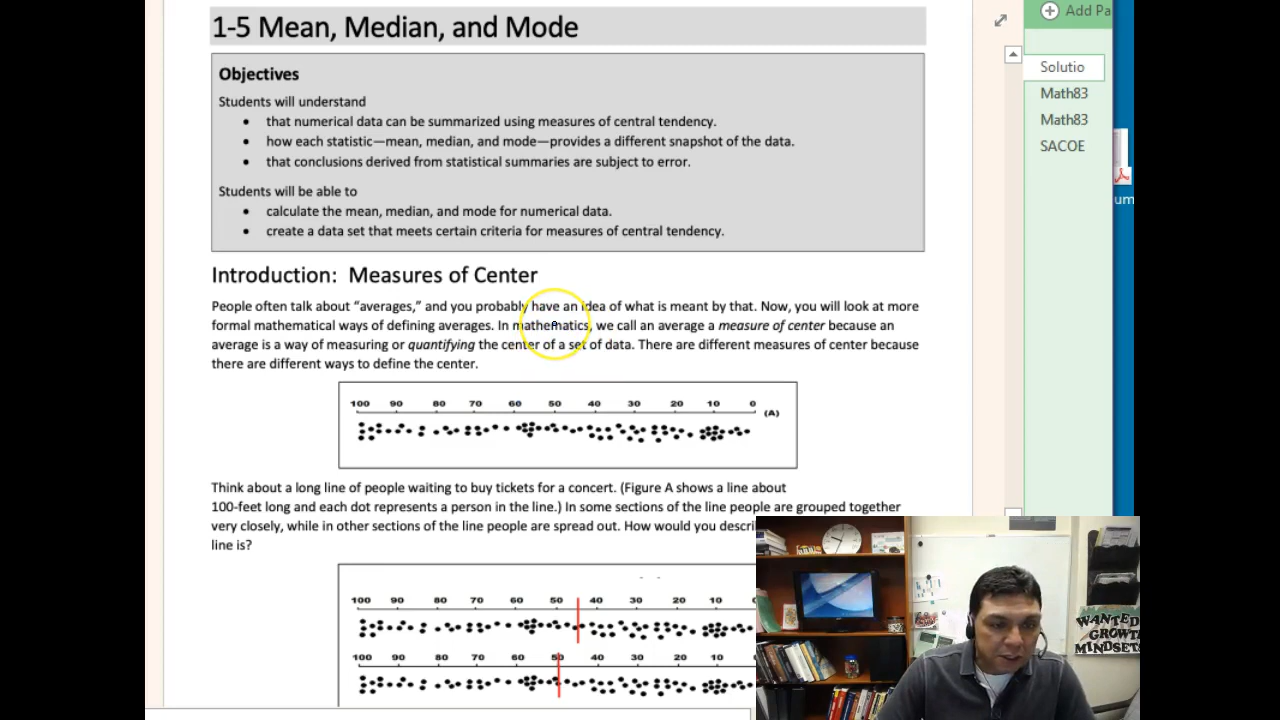 1-5 Mean, Median, and Mode
Objectives
Students will understand
• that numerical data can be summarized using measures of central tendency.
• how each statistic—mean, median, and mode—provides a different snapshot of the data.
• that conclusions derived from statistical summaries are subject to error.
Students will be able to
• calculate the mean, median, and mode for numerical data.
• create a data set that meets certain criteria for measures of central tendency.
Introduction: Measures of Center
People often talk about “averages,” and you probably have an idea of what is meant by that. Now, you will look at more
formal mathematical ways of defining averages. In mathematics, we call an average a measure of center because an
average is a way of measuring or quantifying the center of a set of data. There are different measures of center because
there are different ways to define the center.
100 90 80 70 60 50 40 30 20 10 0
(A)
Think about a long line of people waiting to buy tickets for a concert. (Figure A shows a line about
100-feet long and each dot represents a person in the line.) In some sections of the line people are grouped together
very closely, while in other sections of the line people are spread out. How would you descri
line is?
100 90 80 70 60 50 40 30 20 10 0
100 90 80 70 60 50 40 30 20 10 0
Add Pa
Solutio
Math83
Math83
SACOE
um
WANTED
GROWTH
MINDSETS